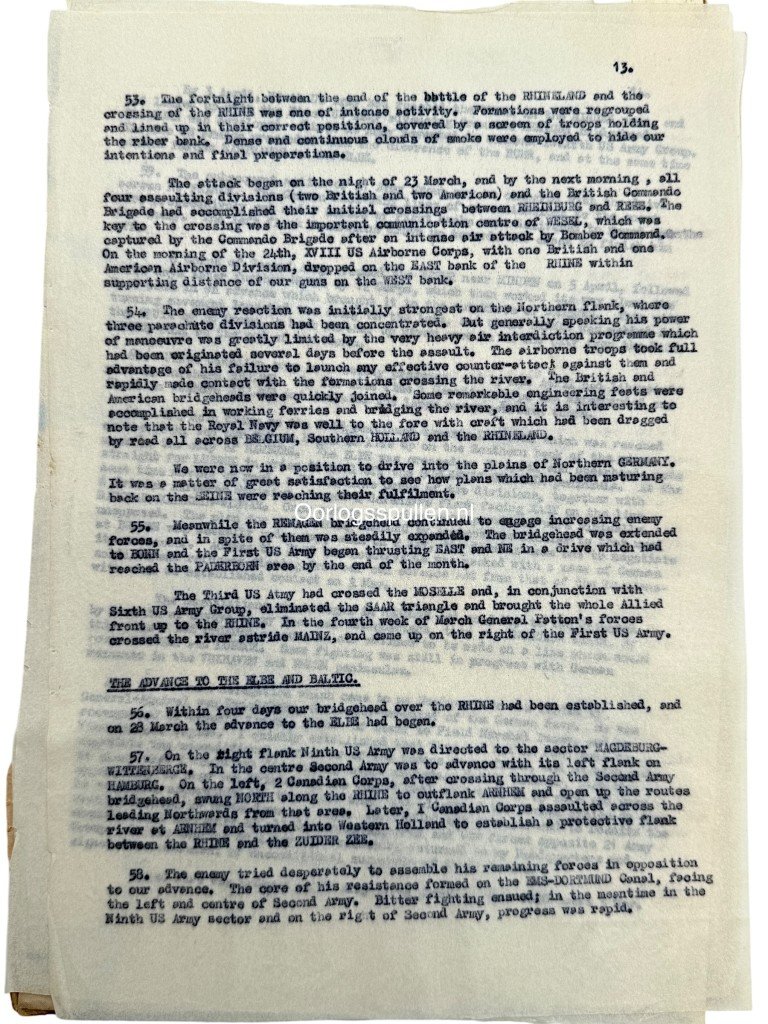 13.
53. The fortnight between the end of the battle of the RHINELAND and the
crossing of the RHINE was one of intense activity. Formations were regrouped
and lined up in their correct positions, covered by a screen of troops holding
the riber bank. Dense and continuous clouds of smoke were employed to hide our
intentions and final preparations.
The attack began on the night of 23 March, and by the next morning , all
four assaulting divisions (two British and two American) and the British Commando
Brigade had accomplished their initial crossings between RHEINBURG and REES. The
key to the crossing was the important communication centre of WESEL, which was
captured by the Commando Brigade after an intense air attack by Bomber Command.
On the morning of the 24th, XVIII US Airborne Corps, with one British and one
American Airborne Division, dropped on the EAST bank of the RHINE within
supporting distance of our guns on the WEST bank.
54. The enemy reaction was initially strongest on the Northern flank, where
three parachute divisions had been concentrated. But generally speaking his power
of manoeuvre was greatly limited by the very heavy air interdiction programme which
had been originated several days before the assault. The airborne troops took full
advantage of his failure to launch any effective counter-attack against them and
rapidly made contact with the formations crossing the river. The British and
American bridgeheads were quickly joined. Some remarkable engineering feats were
accomplished in working ferries and bridging the river, and it is interesting to
note that the Royal Navy was well to the fore with craft which had been dragged
by road all across BELGIUM, Southern HOLLAND and the RHINELAND.
We were now in a position to drive into the plains of Northern GERMANY.
It was a matter of great satisfaction to see how plans which had been maturing
back on the SEINE were reaching their fulfilment.
Oorlogsspullen.nl
55. Meanwhile the REMAGEN bridgehead continued to engage increasing enemy
forces, and in spite of them was steadily expanded. The bridgehead was extended
to BONN and the First US Army began thrusting EAST and NE in a drive which had
reached the PADERBORN area by the end of the month.
The Third US Atmy had crossed the MOSELLE and, in conjunction with
Sixth US Army Group, eliminated the SAAR triangle and brought the whole Allied
front up to the RHINE. In the fourth week of March General Patton's forces
crossed the river astride MAINZ, and came up on the right of the First US Army.
THE ADVANCE TO THE ELBE AND BALTIC.
56. Within four days our bridgehead over the RHINE had been established, and
on 28 March the advance to the ELBE had began.
57. On the right flank Ninth US Army was directed to the sector MAGDEBURG-
WITTENBERGE. In the centre Second Army was to advance with its left flank on
HAMBURG. On the left, 2 Canadian Corps, after crossing through the Second Army
bridgehead, swung NORTH along the RHINE to outflank ARNHEM and open up the routes
leading Northwards from that area. Later, I Canadian Corps assaulted across the
river at ARNHEM and turned into Western Holland to establish a protective flank
between the RHINE and the ZUIDER ZEE.
58. The enemy tried desperately to assemble his remaining forces in opposition
to our advance. The core of his resistance formed on the EMS-DORTMUND Canal, facing
the left and centre of Second Army. Bitter fighting ensued; in the meantime in the
Ninth US Army sector and on the right of Second Army, progress was rapid.